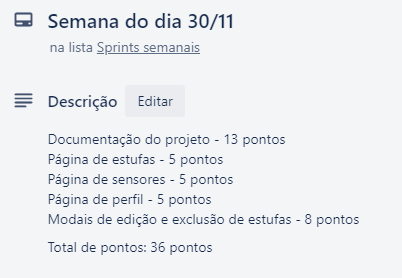 Semana do dia 30/11
na lista Sprints semanais
Descrição Editar
Documentação do projeto - 13 pontos
Página de estufas - 5 pontos
Página de sensores - 5 pontos
Página de perfil - 5 pontos
Modais de edição e exclusão de estufas - 8 pontos
Total de pontos: 36 pontos